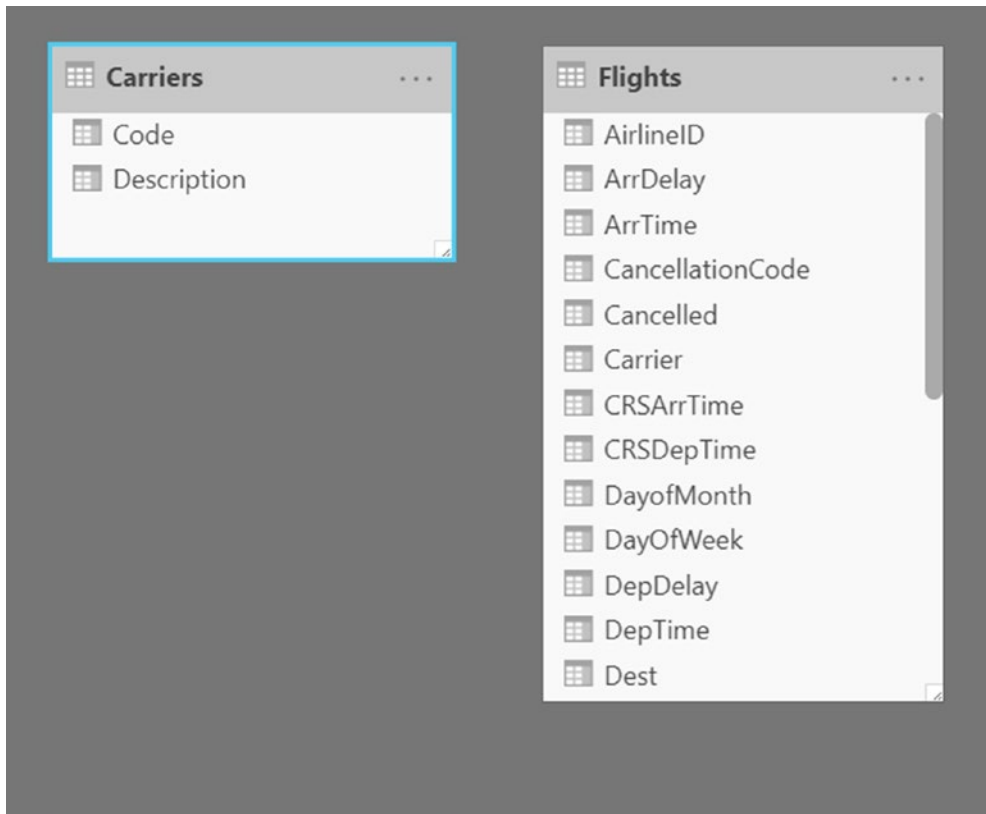 Carriers
Code
Description
Flights
AirlineID
ArrDelay
ArrTime
CancellationCode
Cancelled
Carrier
CRSArrTime
CRSDepTime
DayofMonth
DayOfWeek
DepDelay
DepTime
Dest